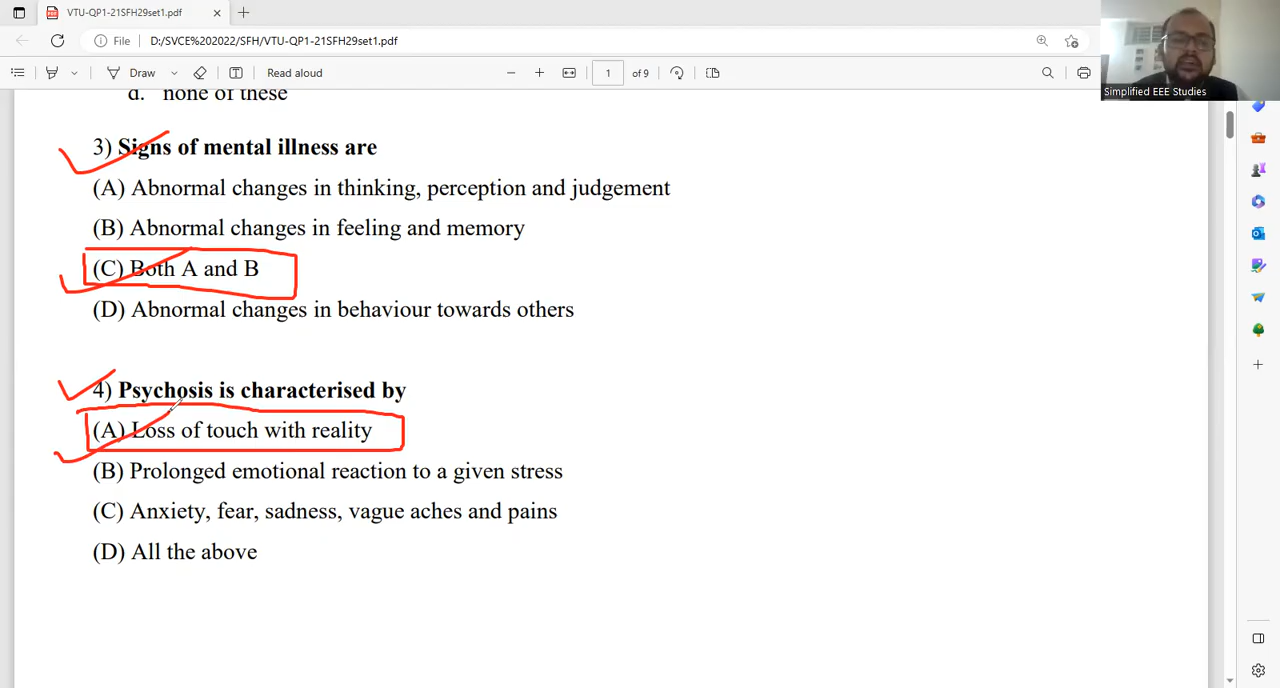 VTU-QP1-21SFH29set1.pdf
File D:/SVCE%202022/SFH/VTU-QP1-21SFH29set1.pdf
Draw Read aloud 1 of 9
Simplified EEE Studies
d. none of these
3) Signs of mental illness are
(A) Abnormal changes in thinking, perception and judgement
(B) Abnormal changes in feeling and memory
(C) Both A and B
(D) Abnormal changes in behaviour towards others
4) Psychosis is characterised by
(A) Loss of touch with reality
(B) Prolonged emotional reaction to a given stress
(C) Anxiety, fear, sadness, vague aches and pains
(D) All the above